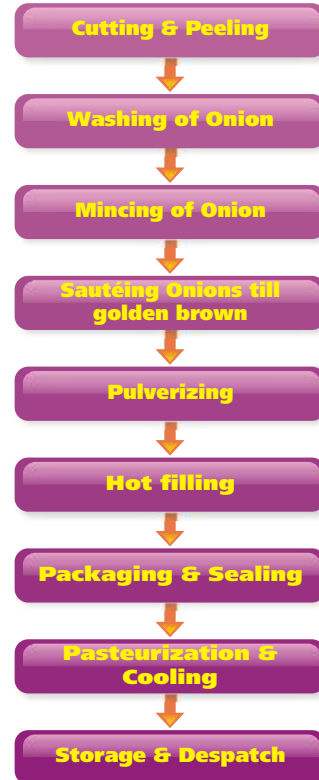 Cutting & Peeling
Washing of Onion
Mincing of Onion
Sautéing Onions till
golden brown
Pulverizing
Hot filling
Packaging & Sealing
Pasteurization &
Cooling
Storage & Despatch